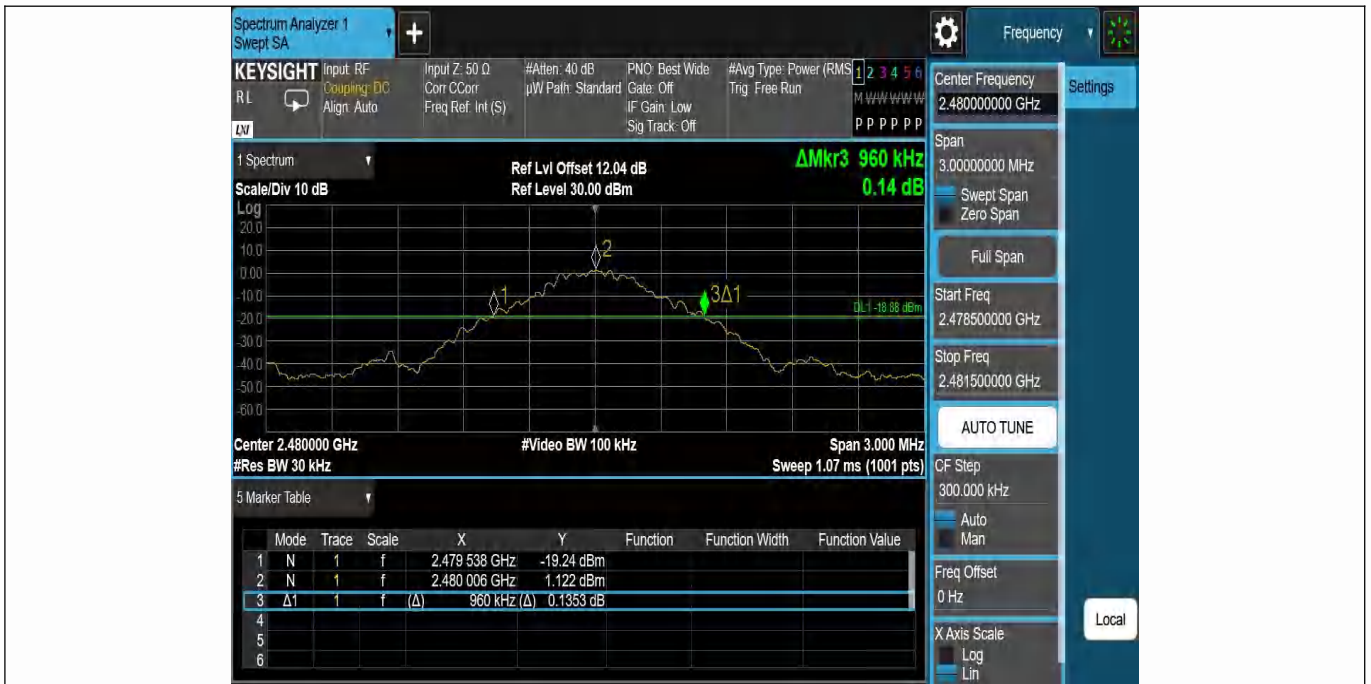 Spectrum Analyzer 1
Swept SA
+
Frequency
KEYSIGHT
RL
LXI
Input: RF
Coupling: DC
Align: Auto
Input Z: 50 Ω
Corr CCorr
Freq Ref: Int (S)
#Atten: 40 dB
µW Path: Standard
PNO: Best Wide
Gate: Off
IF Gain: Low
Sig Track: Off
#Avg Type: Power (RMS
Trig: Free Run
1 2 3 4 5 6
M W W W W W
P P P P P P
1 Spectrum
Scale/Div 10 dB
Ref Lvl Offset 12.04 dB
Ref Level 30.00 dBm
ΔMkr3 960 kHz
0.14 dB
Log
20.0
10.0
0.00
-10.0
-20.0
-30.0
-40.0
-50.0
-60.0
1
2
3Δ1
DL1 -18.88 dBm
Center 2.480000 GHz
#Video BW 100 kHz
Span 3.000 MHz
#Res BW 30 kHz
Sweep 1.07 ms (1001 pts)
5 Marker Table
Mode Trace Scale X Y Function Function Width Function Value
1 N 1 f 2.479 538 GHz -19.24 dBm
2 N 1 f 2.480 006 GHz 1.122 dBm
3 Δ1 1 f (Δ) 960 kHz (Δ) 0.1353 dB
4
5
6
Center Frequency
2.480000000 GHz
Settings
Span
3.00000000 MHz
Swept Span
Zero Span
Full Span
Start Freq
2.478500000 GHz
Stop Freq
2.481500000 GHz
AUTO TUNE
CF Step
300.000 kHz
Auto
Man
Freq Offset
0 Hz
X Axis Scale
Log
Lin
Local